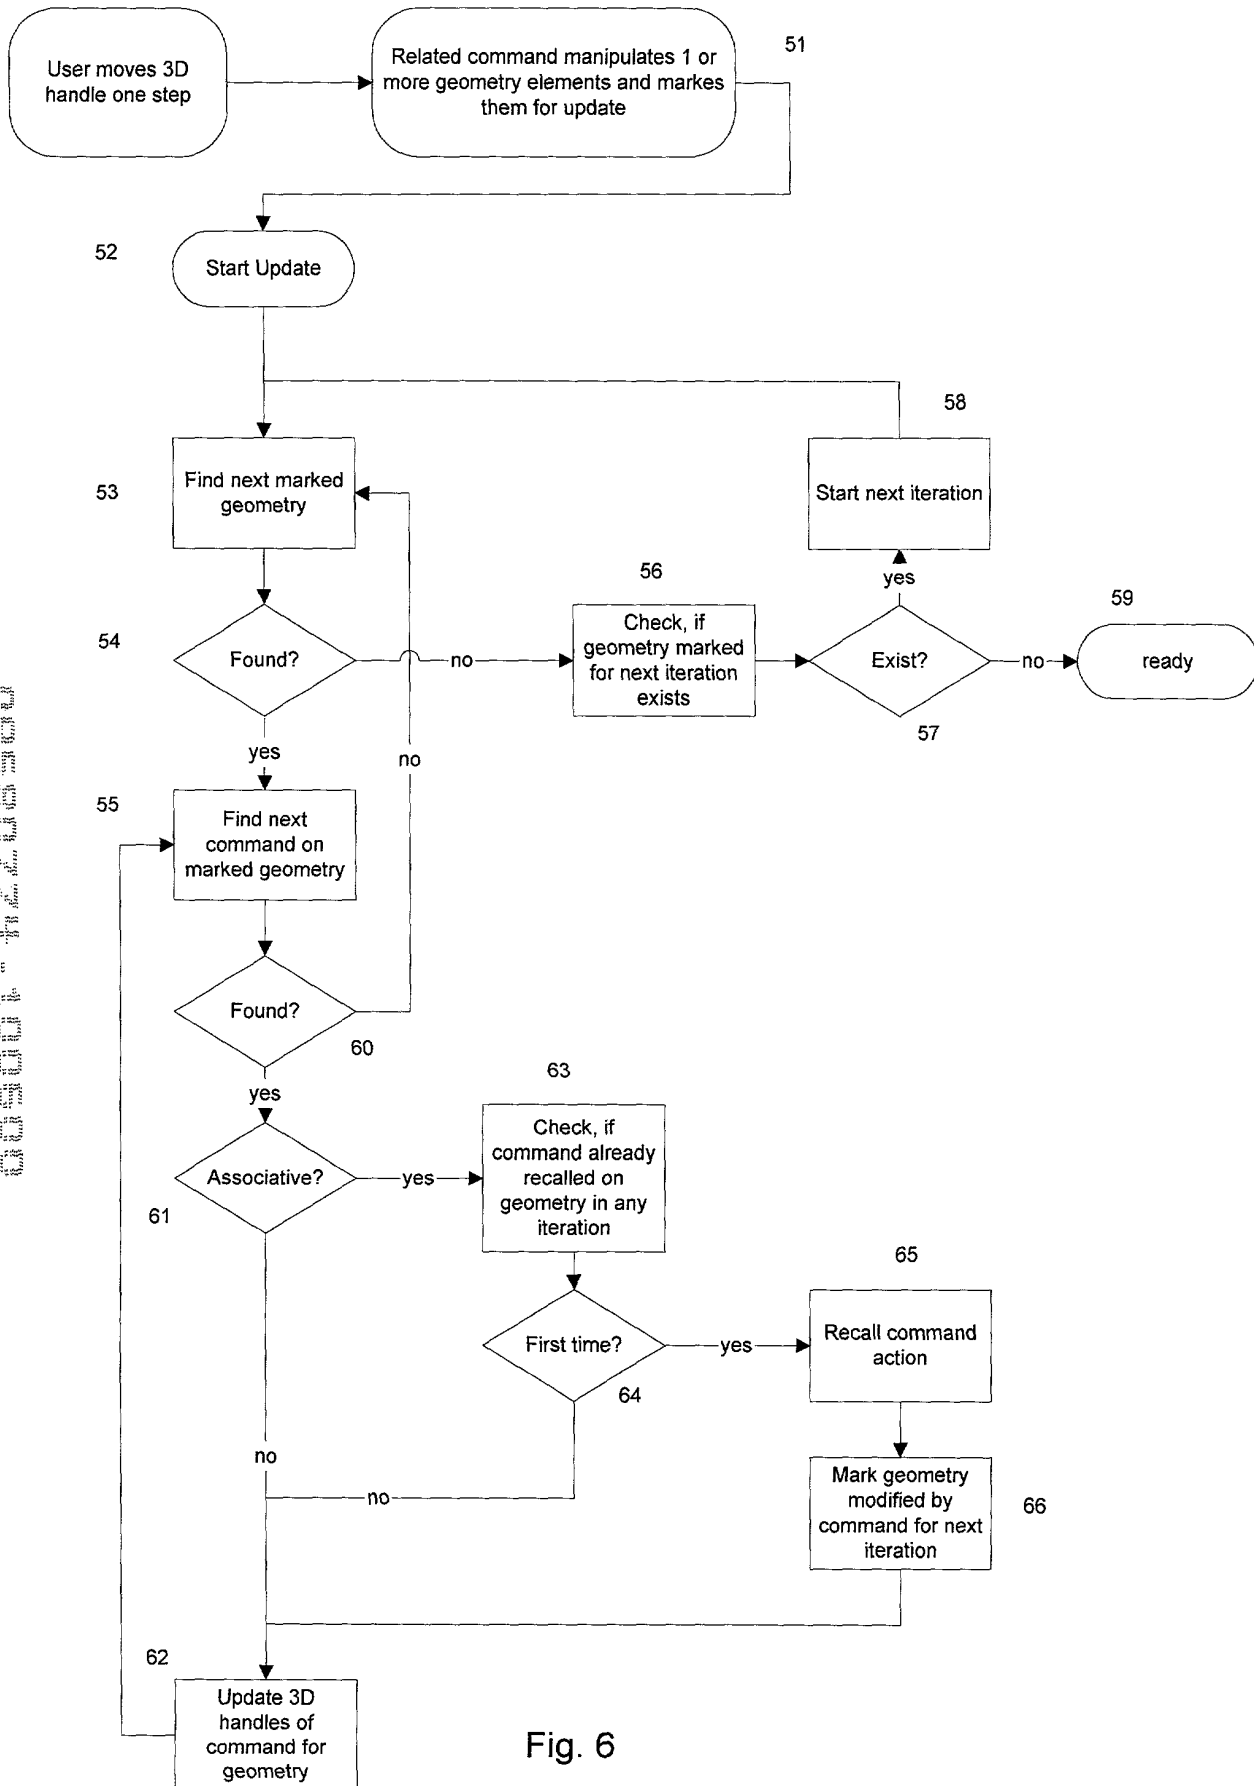 User moves 3D
handle one step
Related command manipulates 1 or
more geometry elements and markes
them for update
51
52
Start Update
58
53
Find next marked
geometry
Start next iteration
yes
56
59
54
Found?
no
Check, if
geometry marked
for next iteration
exists
Exist?
no
ready
57
yes
no
55
Find next
command on
marked geometry
Found?
60
yes
63
Associative?
yes
Check, if
command already
recalled on
geometry in any
iteration
61
65
First time?
yes
Recall command
action
64
no
no
Mark geometry
modified by
command for next
iteration
66
62
Update 3D
handles of
command for
geometry
Fig. 6